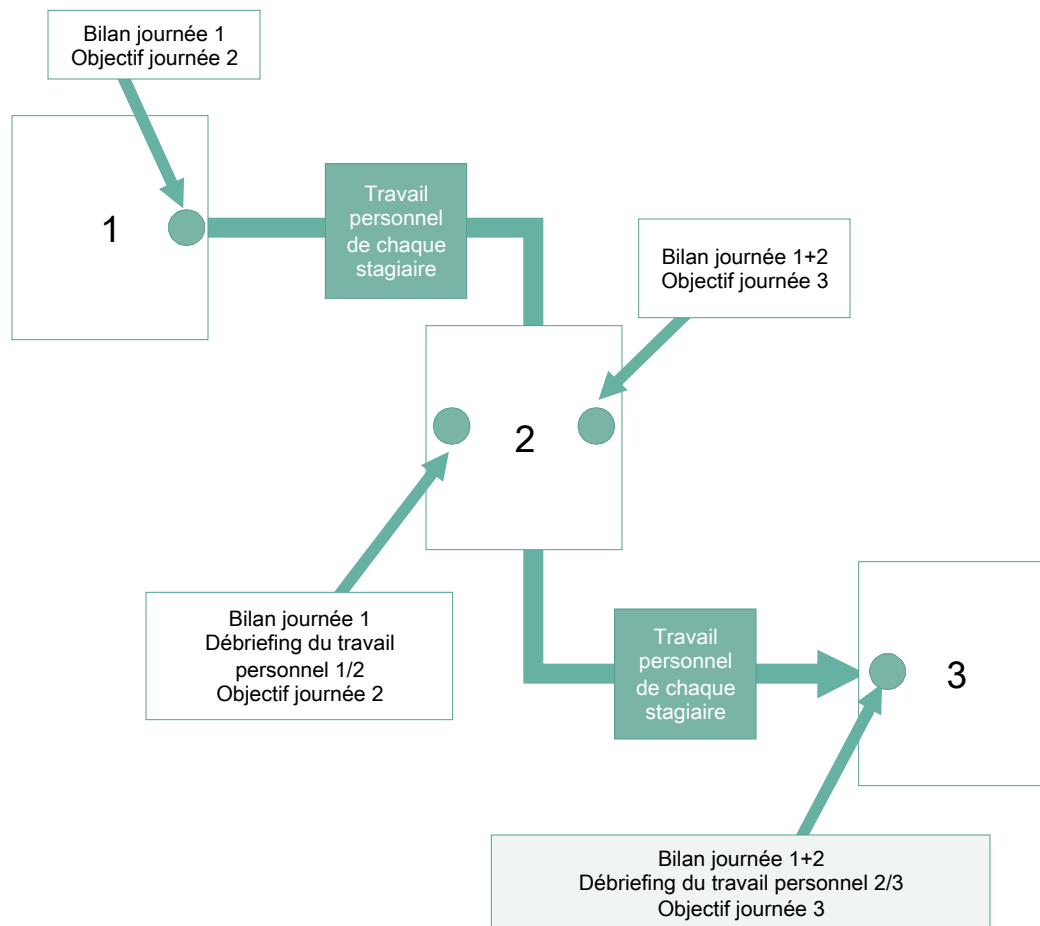 Bilan journée 1
Objectif journée 2
1
Travail
personnel
de chaque
stagiaire
Bilan journée 1+2
Objectif journée 3
2
Bilan journée 1
Débriefing du travail
personnel 1/2
Objectif journée 2
Travail
personnel
de chaque
stagiaire
3
Bilan journée 1+2
Débriefing du travail personnel 2/3
Objectif journée 3